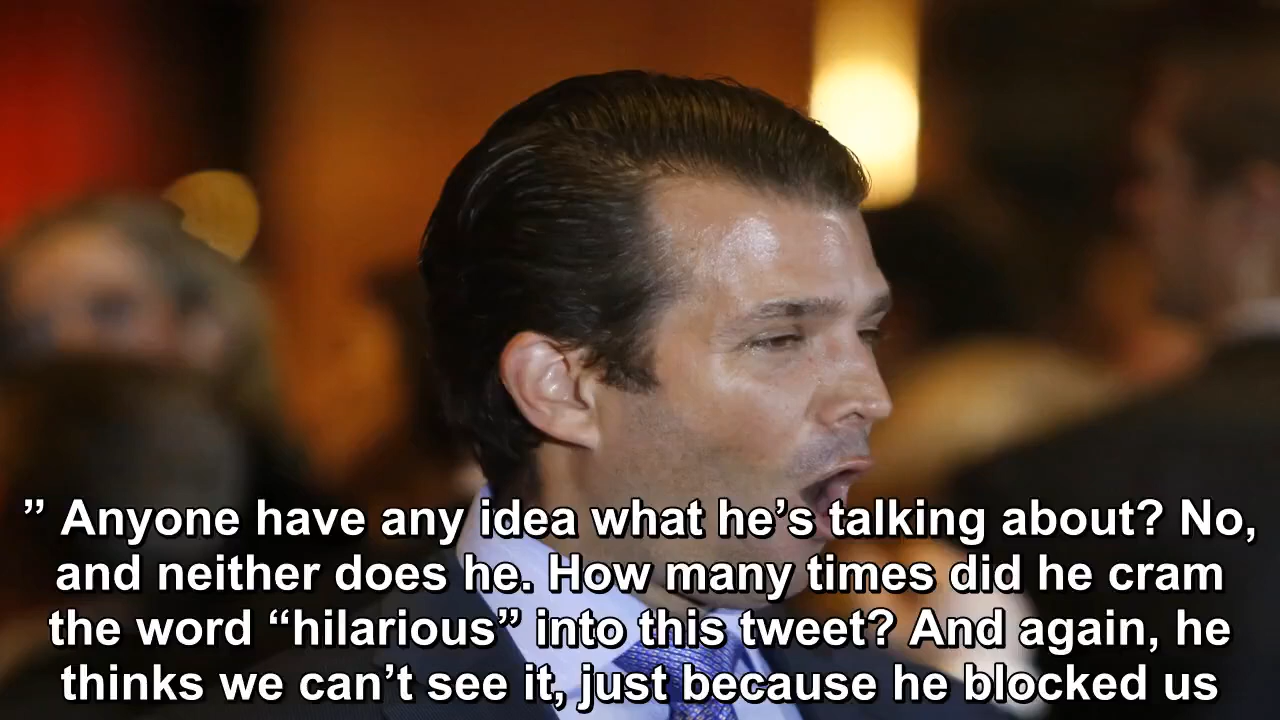 ” Anyone have any idea what he’s talking about? No,
and neither does he. How many times did he cram
the word “hilarious” into this tweet? And again, he
thinks we can’t see it, just because he blocked us